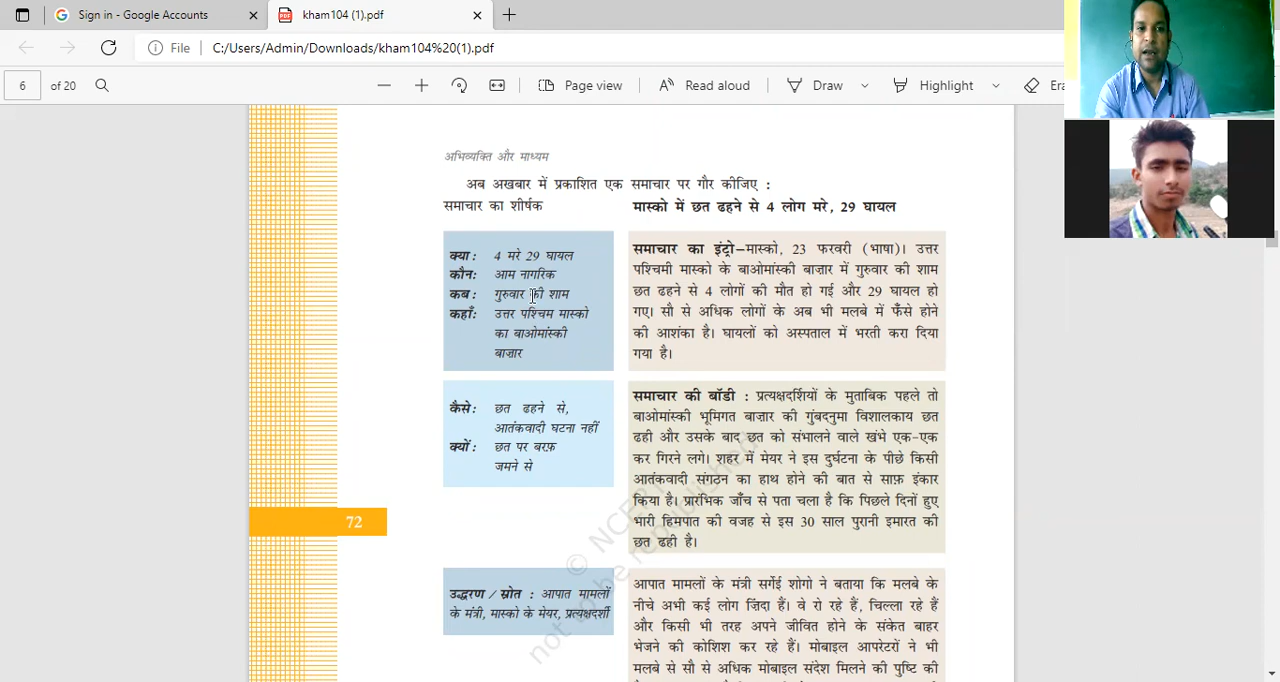 Sign in - Google Accounts
kham104 (1).pdf
File
C:/Users/Admin/Downloads/kham104%20(1).pdf
6 of 20
Page view
Read aloud
Draw
Highlight
Era
अभिव्यक्ति और माध्यम
अब अखबार में प्रकाशित एक समाचार पर गौर कीजिए :
समाचार का शीर्षक
मास्को में छत ढहने से 4 लोग मरे, 29 घायल
क्या: 4 मरे 29 घायल
कौन: आम नागरिक
कब: गुरुवार की शाम
कहाँ: उत्तर पश्चिम मास्को
का बाओमांस्की
बाज़ार
समाचार का इंट्रो–मास्को, 23 फरवरी (भाषा)। उत्तर
पश्चिमी मास्को के बाओमांस्की बाज़ार में गुरुवार की शाम
छत ढहने से 4 लोगों की मौत हो गई और 29 घायल हो
गए। सौ से अधिक लोगों के अब भी मलबे में फँसे होने
की आशंका है। घायलों को अस्पताल में भरती करा दिया
गया है।
कैसे: छत ढहने से,
आतंकवादी घटना नहीं
क्यों: छत पर बरफ़
जमने से
समाचार की बॉडी : प्रत्यक्षदर्शियों के मुताबिक पहले तो
बाओमांस्की भूमिगत बाज़ार की गुंबदनुमा विशालकाय छत
ढही और उसके बाद छत को संभालने वाले खंभे एक-एक
कर गिरने लगे। शहर में मेयर ने इस दुर्घटना के पीछे किसी
आतंकवादी संगठन का हाथ होने की बात से साफ़ इंकार
किया है। प्रारंभिक जाँच से पता चला है कि पिछले दिनों हुए
भारी हिमपात की वजह से इस 30 साल पुरानी इमारत की
छत ढही है।
72
उद्धरण / स्रोत : आपात मामलों
के मंत्री, मास्को के मेयर, प्रत्यक्षदर्शी
आपात मामलों के मंत्री सर्गेई शोगो ने बताया कि मलबे के
नीचे अभी कई लोग ज़िंदा हैं। वे रो रहे हैं, चिल्ला रहे हैं
और किसी भी तरह अपने जीवित होने के संकेत बाहर
भेजने की कोशिश कर रहे हैं। मोबाइल आपरेटरों ने भी
मलबे से सौ से अधिक मोबाइल संदेश मिलने की पुष्टि की
© NCERT
not to be republished